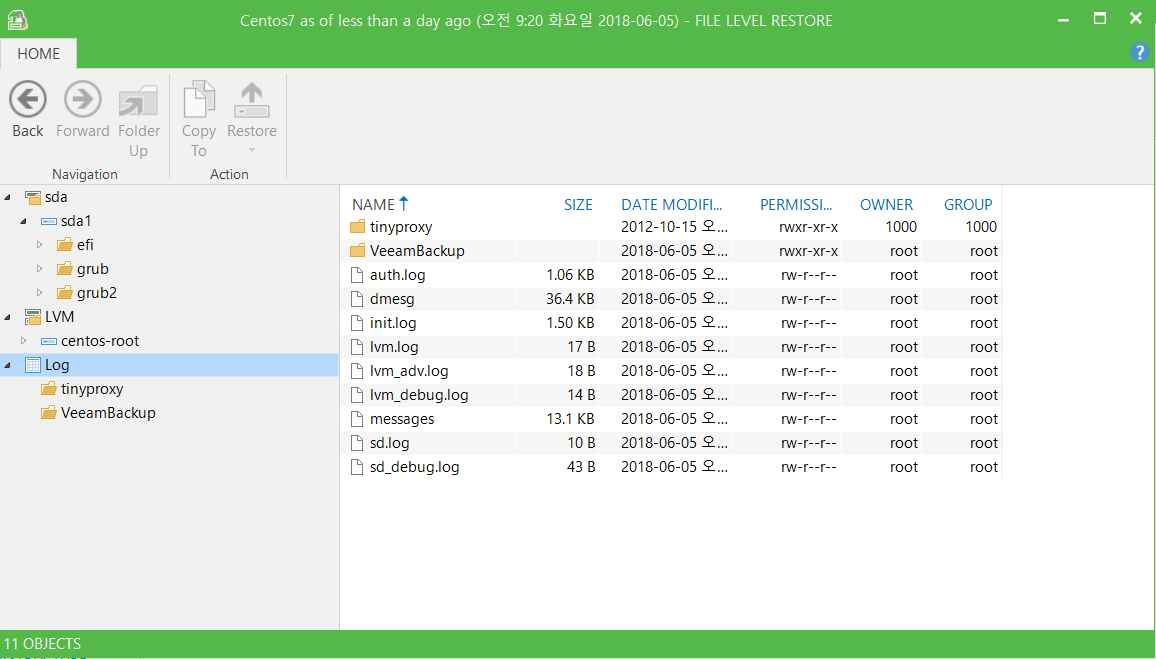 Centos7 as of less than a day ago (오전 9:20 화요일 2018-06-05) - FILE LEVEL RESTORE
HOME
?
Back Forward Folder Up Copy To Restore
Navigation Action
sda
sda1
efi
grub
grub2
LVM
centos-root
Log
tinyproxy
VeeamBackup
NAME SIZE DATE MODIFI... PERMISSI... OWNER GROUP
tinyproxy 2012-10-15 오... rwxr-xr-x 1000 1000
VeeamBackup 2018-06-05 오... rwxr-xr-x root root
auth.log 1.06 KB 2018-06-05 오... rw-r--r-- root root
dmesg 36.4 KB 2018-06-05 오... rw-r--r-- root root
init.log 1.50 KB 2018-06-05 오... rw-r--r-- root root
lvm.log 17 B 2018-06-05 오... rw-r--r-- root root
lvm_adv.log 18 B 2018-06-05 오... rw-r--r-- root root
lvm_debug.log 14 B 2018-06-05 오... rw-r--r-- root root
messages 13.1 KB 2018-06-05 오... rw-r--r-- root root
sd.log 10 B 2018-06-05 오... rw-r--r-- root root
sd_debug.log 43 B 2018-06-05 오... rw-r--r-- root root
11 OBJECTS